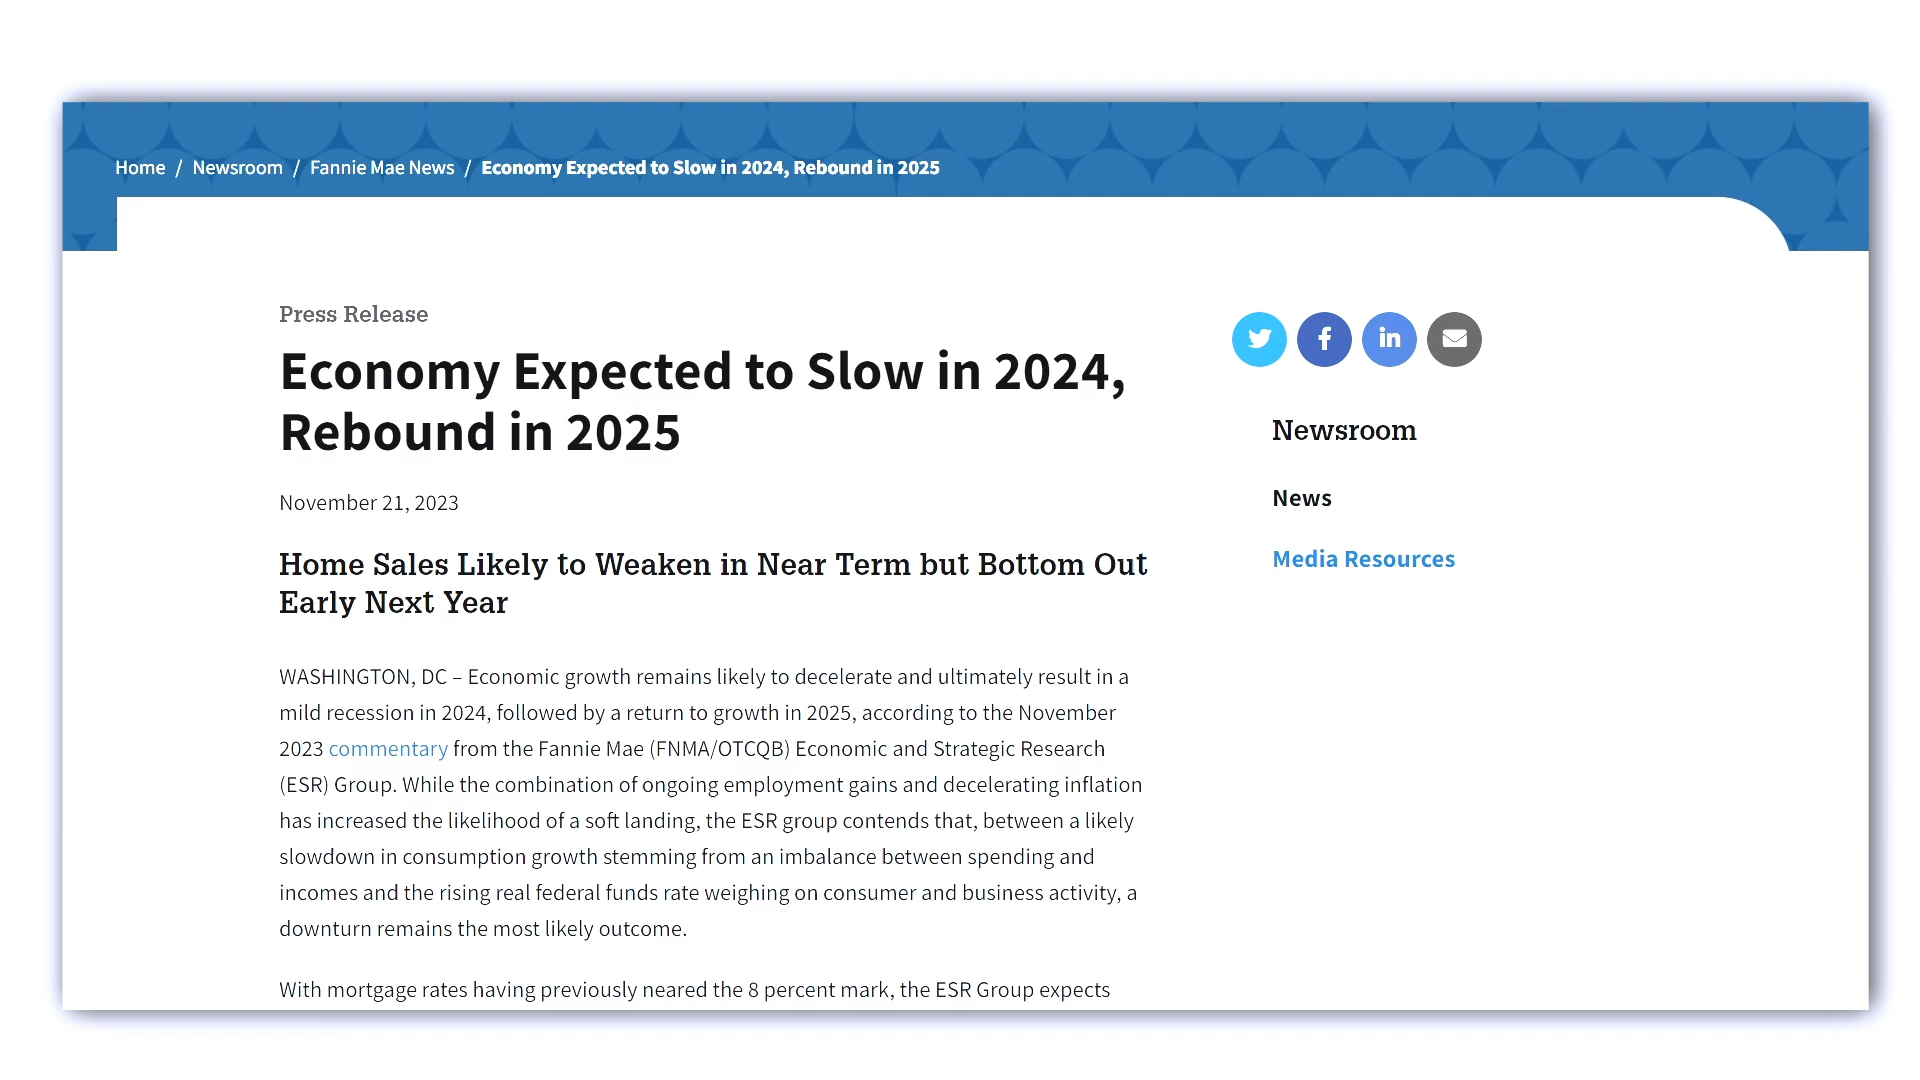 Home / Newsroom / Fannie Mae News / Economy Expected to Slow in 2024, Rebound in 2025
Press Release
Economy Expected to Slow in 2024,
Rebound in 2025
November 21, 2023
Home Sales Likely to Weaken in Near Term but Bottom Out
Early Next Year
WASHINGTON, DC – Economic growth remains likely to decelerate and ultimately result in a
mild recession in 2024, followed by a return to growth in 2025, according to the November
2023 commentary from the Fannie Mae (FNMA/OTCQB) Economic and Strategic Research
(ESR) Group. While the combination of ongoing employment gains and decelerating inflation
has increased the likelihood of a soft landing, the ESR group contends that, between a likely
slowdown in consumption growth stemming from an imbalance between spending and
incomes and the rising real federal funds rate weighing on consumer and business activity, a
downturn remains the most likely outcome.
With mortgage rates having previously neared the 8 percent mark, the ESR Group expects
f
in
Newsroom
News
Media Resources